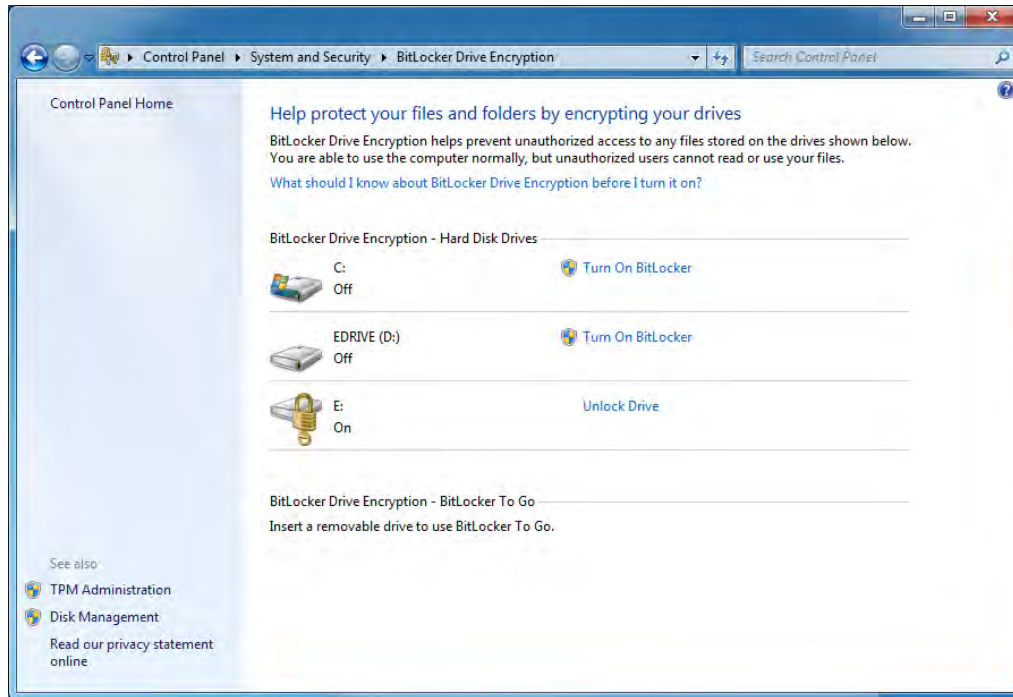 Control Panel ▸ System and Security ▸ BitLocker Drive Encryption
Search Control Panel
Control Panel Home
Help protect your files and folders by encrypting your drives
BitLocker Drive Encryption helps prevent unauthorized access to any files stored on the drives shown below.
You are able to use the computer normally, but unauthorized users cannot read or use your files.
What should I know about BitLocker Drive Encryption before I turn it on?
BitLocker Drive Encryption - Hard Disk Drives
C:
Off
Turn On BitLocker
EDRIVE (D:)
Off
Turn On BitLocker
E:
On
Unlock Drive
BitLocker Drive Encryption - BitLocker To Go
Insert a removable drive to use BitLocker To Go.
See also
TPM Administration
Disk Management
Read our privacy statement
online